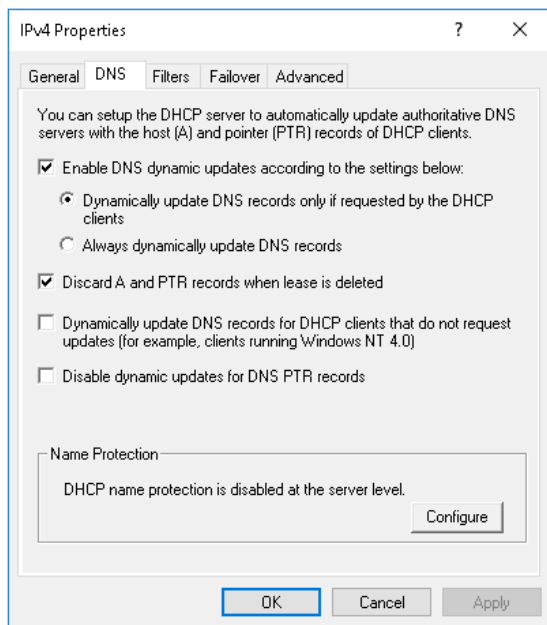 IPv4 Properties
?
General DNS Filters Failover Advanced
You can setup the DHCP server to automatically update authoritative DNS
servers with the host (A) and pointer (PTR) records of DHCP clients.
Enable DNS dynamic updates according to the settings below:
Dynamically update DNS records only if requested by the DHCP
clients
Always dynamically update DNS records
Discard A and PTR records when lease is deleted
Dynamically update DNS records for DHCP clients that do not request
updates (for example, clients running Windows NT 4.0)
Disable dynamic updates for DNS PTR records
Name Protection
DHCP name protection is disabled at the server level.
Configure
OK Cancel Apply